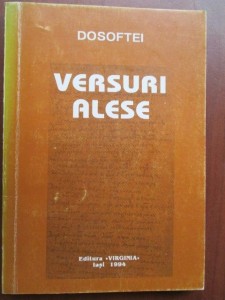 DOSOFTEI
VERSURI
ALESE
Editura «VIRGINIA»
Iaşi 1994